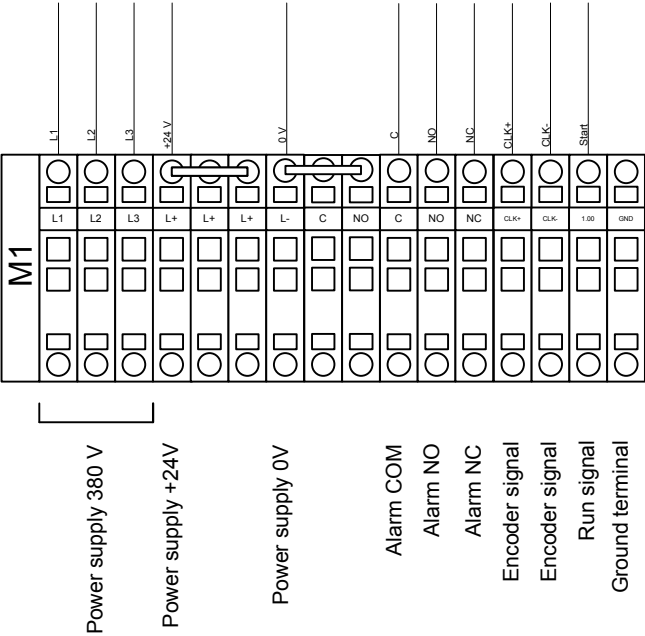 L1
L2
L3
+24 V
0 V
C
NO
NC
CLK+
CLK-
Start
M1
L1 L2 L3 L+ L+ L+ L- C NO C NO NC CLK+ CLK- 1.00 GND
Power supply 380 V
Power supply +24V
Power supply 0V
Alarm COM
Alarm NO
Alarm NC
Encoder signal
Encoder signal
Run signal
Ground terminal